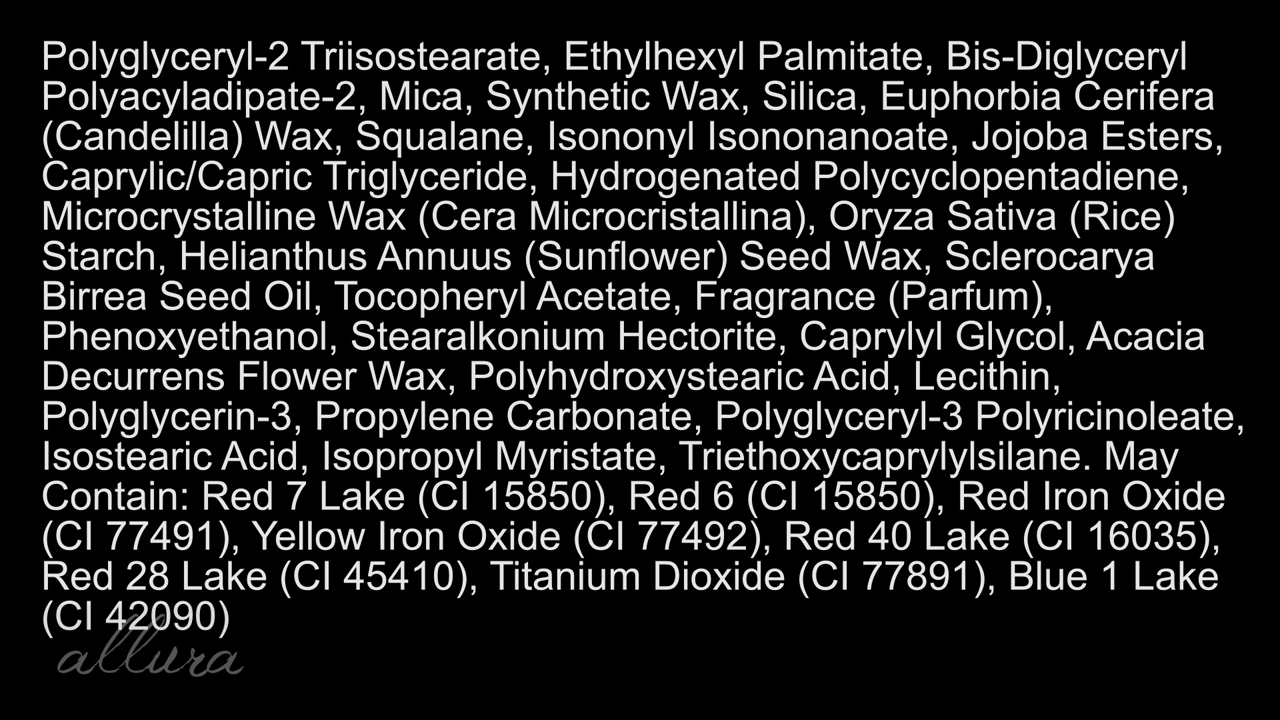 Polyglyceryl-2 Triisostearate, Ethylhexyl Palmitate, Bis-Diglyceryl
Polyacyladipate-2, Mica, Synthetic Wax, Silica, Euphorbia Cerifera
(Candelilla) Wax, Squalane, Isononyl Isononanoate, Jojoba Esters,
Caprylic/Capric Triglyceride, Hydrogenated Polycyclopentadiene,
Microcrystalline Wax (Cera Microcristallina), Oryza Sativa (Rice)
Starch, Helianthus Annuus (Sunflower) Seed Wax, Sclerocarya
Birrea Seed Oil, Tocopheryl Acetate, Fragrance (Parfum),
Phenoxyethanol, Stearalkonium Hectorite, Caprylyl Glycol, Acacia
Decurrens Flower Wax, Polyhydroxystearic Acid, Lecithin,
Polyglycerin-3, Propylene Carbonate, Polyglyceryl-3 Polyricinoleate,
Isostearic Acid, Isopropyl Myristate, Triethoxycaprylylsilane. May
Contain: Red 7 Lake (CI 15850), Red 6 (CI 15850), Red Iron Oxide
(CI 77491), Yellow Iron Oxide (CI 77492), Red 40 Lake (CI 16035),
Red 28 Lake (CI 45410), Titanium Dioxide (CI 77891), Blue 1 Lake
(CI 42090)
allura